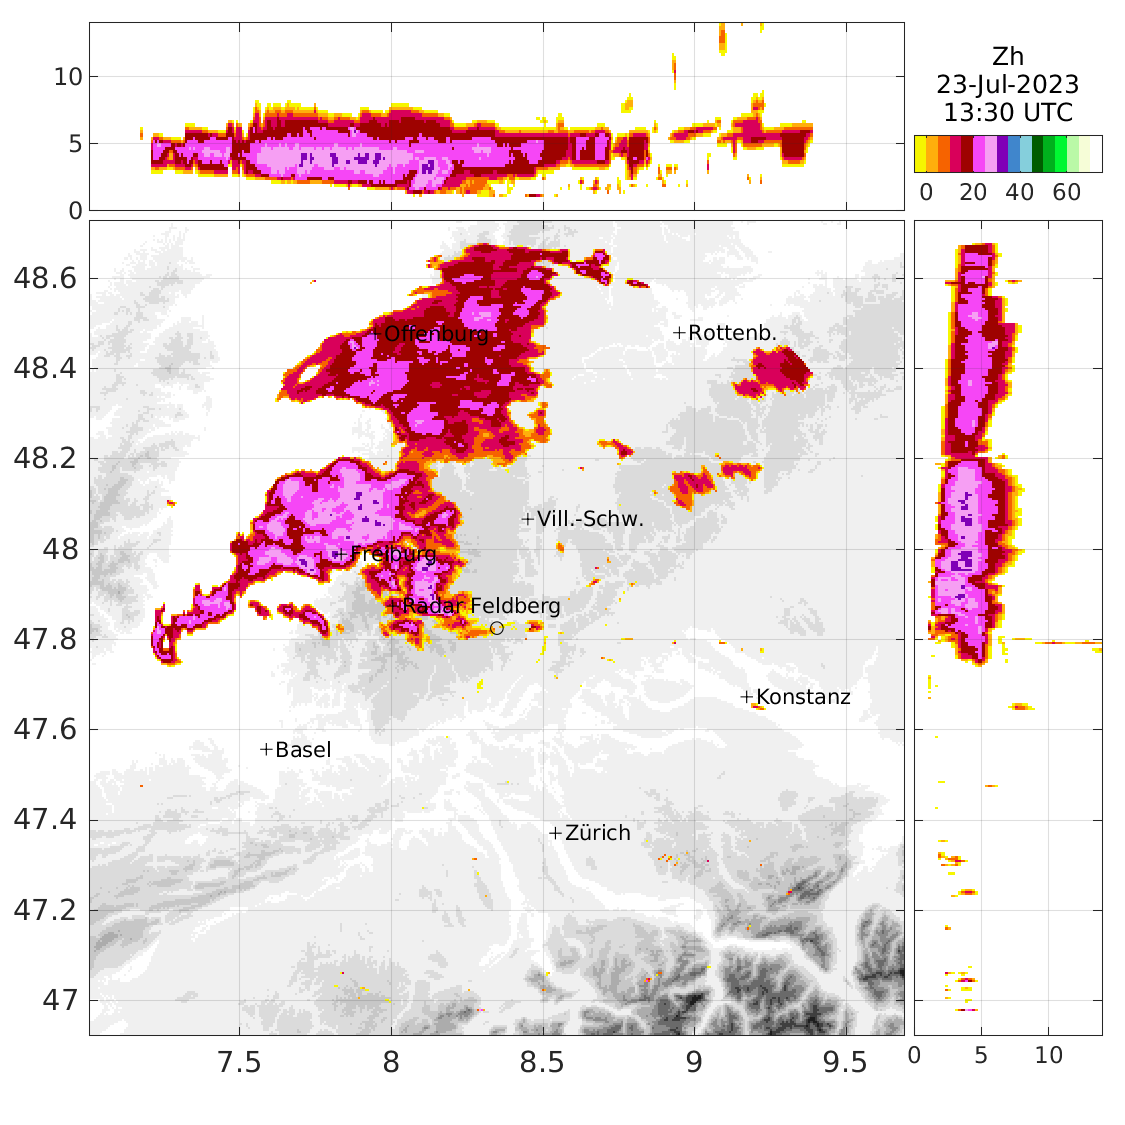 10
5
0
Zh
23-Jul-2023
13:30 UTC
0 20 40 60
48.6
48.4
48.2
48
47.8
47.6
47.4
47.2
47
Offenburg
Rottenb.
Vill.-Schw.
Freiburg
Radar Feldberg
Konstanz
Basel
Zürich
7.5 8 8.5 9 9.5
0 5 10